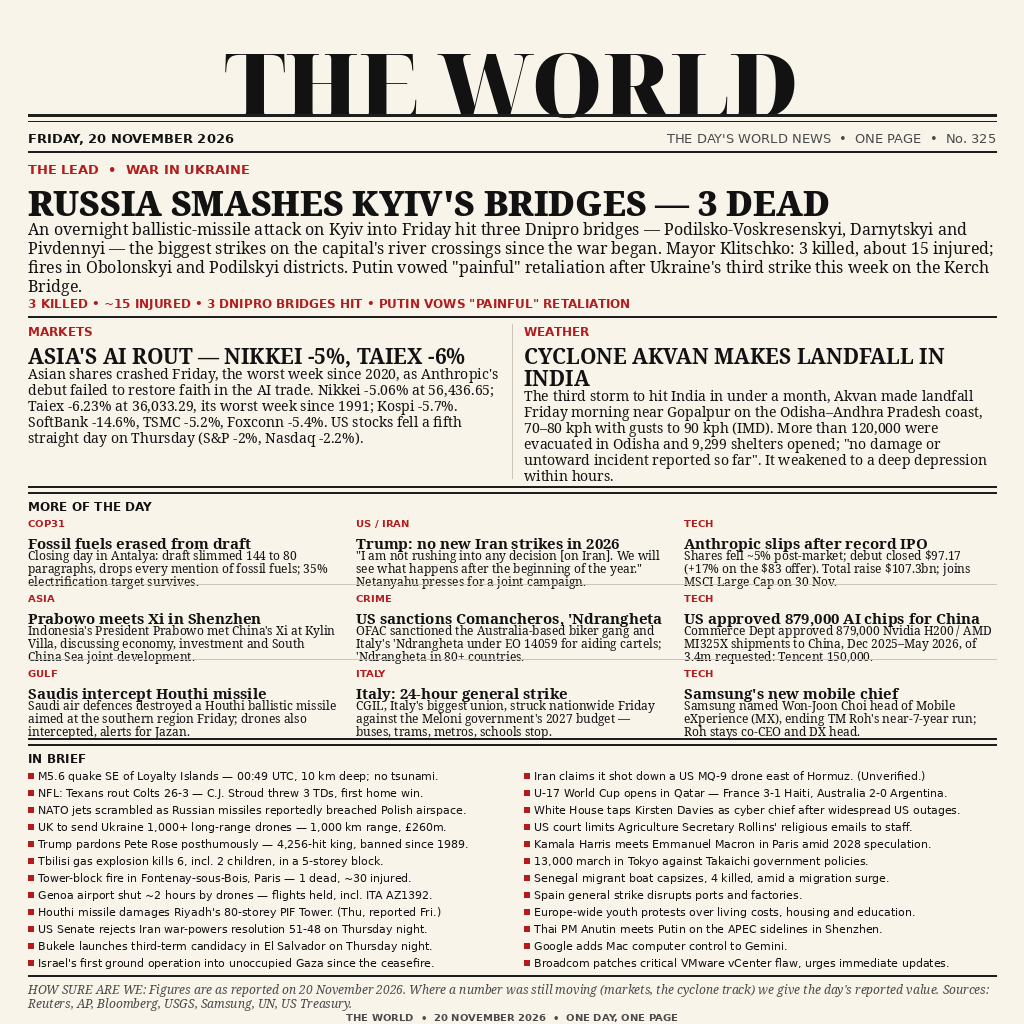 THE WORLD
FRIDAY, 20 NOVEMBER 2026
THE DAY'S WORLD NEWS • ONE PAGE • No. 325
THE LEAD • WAR IN UKRAINE
RUSSIA SMASHES KYIV'S BRIDGES — 3 DEAD
An overnight ballistic-missile attack on Kyiv into Friday hit three Dnipro bridges — Podilsko-Voskresenskyi, Darnytskyi and
Pivdennyi — the biggest strikes on the capital's river crossings since the war began. Mayor Klitschko: 3 killed, about 15 injured;
fires in Obolonskyi and Podilskyi districts. Putin vowed "painful" retaliation after Ukraine's third strike this week on the Kerch
Bridge.
3 KILLED • ~15 INJURED • 3 DNIPRO BRIDGES HIT • PUTIN VOWS "PAINFUL" RETALIATION
MARKETS
ASIA'S AI ROUT — NIKKEI -5%, TAIEX -6%
Asian shares crashed Friday, the worst week since 2020, as Anthropic's
debut failed to restore faith in the AI trade. Nikkei -5.06% at 56,436.65;
Taiex -6.23% at 36,033.29, its worst week since 1991; Kospi -5.7%.
SoftBank -14.6%, TSMC -5.2%, Foxconn -5.4%. US stocks fell a fifth
straight day on Thursday (S&P -2%, Nasdaq -2.2%).
WEATHER
CYCLONE AKVAN MAKES LANDFALL IN
INDIA
The third storm to hit India in under a month, Akvan made landfall
Friday morning near Gopalpur on the Odisha–Andhra Pradesh coast,
70–80 kph with gusts to 90 kph (IMD). More than 120,000 were
evacuated in Odisha and 9,299 shelters opened; "no damage or
untoward incident reported so far". It weakened to a deep depression
within hours.
MORE OF THE DAY
COP31
Fossil fuels erased from draft
Closing day in Antalya: draft slimmed 144 to 80
paragraphs, drops every mention of fossil fuels; 35%
electrification target survives.
US / IRAN
Trump: no new Iran strikes in 2026
"I am not rushing into any decision [on Iran]. We will
see what happens after the beginning of the year."
Netanyahu presses for a joint campaign.
TECH
Anthropic slips after record IPO
Shares fell ~5% post-market; debut closed $97.17
(+17% on the $83 offer). Total raise $107.3bn; joins
MSCI Large Cap on 30 Nov.
ASIA
Prabowo meets Xi in Shenzhen
Indonesia's President Prabowo met China's Xi at Kylin
Villa, discussing economy, investment and South
China Sea joint development.
CRIME
US sanctions Comancheros, 'Ndrangheta
OFAC sanctioned the Australia-based biker gang and
Italy's 'Ndrangheta under EO 14059 for aiding cartels;
'Ndrangheta in 80+ countries.
TECH
US approved 879,000 AI chips for China
Commerce Dept approved 879,000 Nvidia H200 / AMD
MI325X shipments to China, Dec 2025–May 2026, of
3.4m requested; Tencent 150,000.
GULF
Saudis intercept Houthi missile
Saudi air defences destroyed a Houthi ballistic missile
aimed at the southern region Friday; drones also
intercepted, alerts for Jazan.
ITALY
Italy: 24-hour general strike
CGIL, Italy's biggest union, struck nationwide Friday
against the Meloni government's 2027 budget —
buses, trams, metros, schools stop.
TECH
Samsung's new mobile chief
Samsung named Won-Joon Choi head of Mobile
eXperience (MX), ending TM Roh's near-7-year run;
Roh stays co-CEO and DX head.
IN BRIEF
M5.6 quake SE of Loyalty Islands — 00:49 UTC, 10 km deep; no tsunami.
NFL: Texans rout Colts 26-3 — C.J. Stroud threw 3 TDs, first home win.
NATO jets scrambled as Russian missiles reportedly breached Polish airspace.
UK to send Ukraine 1,000+ long-range drones — 1,000 km range, £260m.
Trump pardons Pete Rose posthumously — 4,256-hit king, banned since 1989.
Tbilisi gas explosion kills 6, incl. 2 children, in a 5-storey block.
Tower-block fire in Fontenay-sous-Bois, Paris — 1 dead, ~30 injured.
Genoa airport shut ~2 hours by drones — flights held, incl. ITA AZ1392.
Houthi missile damages Riyadh's 80-storey PIF Tower. (Thu, reported Fri.)
US Senate rejects Iran war-powers resolution 51-48 on Thursday night.
Bukele launches third-term candidacy in El Salvador on Thursday night.
Israel's first ground operation into unoccupied Gaza since the ceasefire.
Iran claims it shot down a US MQ-9 drone east of Hormuz. (Unverified.)
U-17 World Cup opens in Qatar — France 3-1 Haiti, Australia 2-0 Argentina.
White House taps Kirsten Davies as cyber chief after widespread US outages.
US court limits Agriculture Secretary Rollins' religious emails to staff.
Kamala Harris meets Emmanuel Macron in Paris amid 2028 speculation.
13,000 march in Tokyo against Takaichi government policies.
Senegal migrant boat capsizes, 4 killed, amid a migration surge.
Spain general strike disrupts ports and factories.
Europe-wide youth protests over living costs, housing and education.
Thai PM Anutin meets Putin on the APEC sidelines in Shenzhen.
Google adds Mac computer control to Gemini.
Broadcom patches critical VMware vCenter flaw, urges immediate updates.
HOW SURE ARE WE: Figures are as reported on 20 November 2026. Where a number was still moving (markets, the cyclone track) we give the day's reported value. Sources:
Reuters, AP, Bloomberg, USGS, Samsung, UN, US Treasury.
THE WORLD • 20 NOVEMBER 2026 • ONE DAY, ONE PAGE